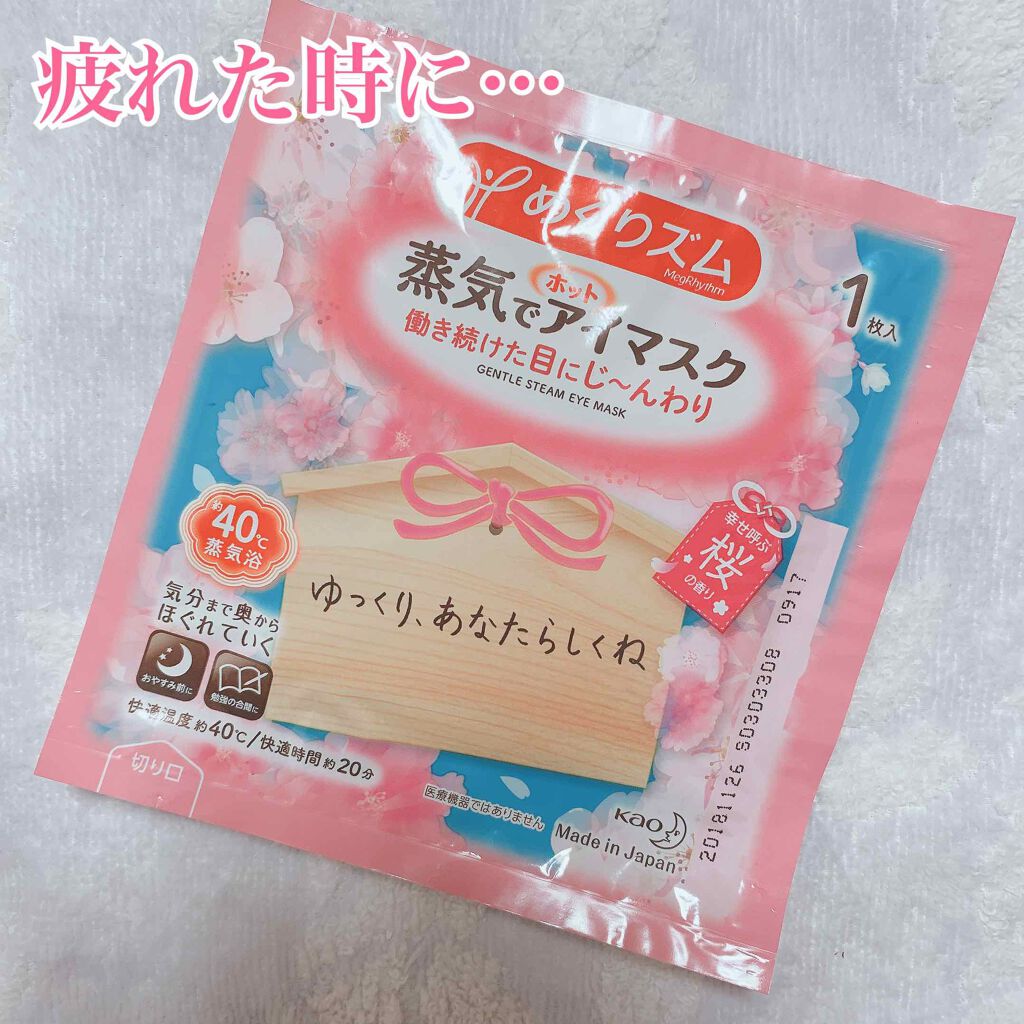 疲れた時に…
めぐりズム
MegRhythm
蒸気でホットアイマスク
働き続けた目にじ〜んわり
GENTLE STEAM EYE MASK
1枚入
幸せ呼ぶ
桜
の香り
約
40℃
蒸気浴
ゆっくり、あなたらしくね
気分まで奥から
ほぐれていく
おやすみ前に
勉強の合間に
快適温度約40℃/快適時間約20分
切り口
医療機器ではありません
Kao
Made in Japan
20181126 S0303308 0917